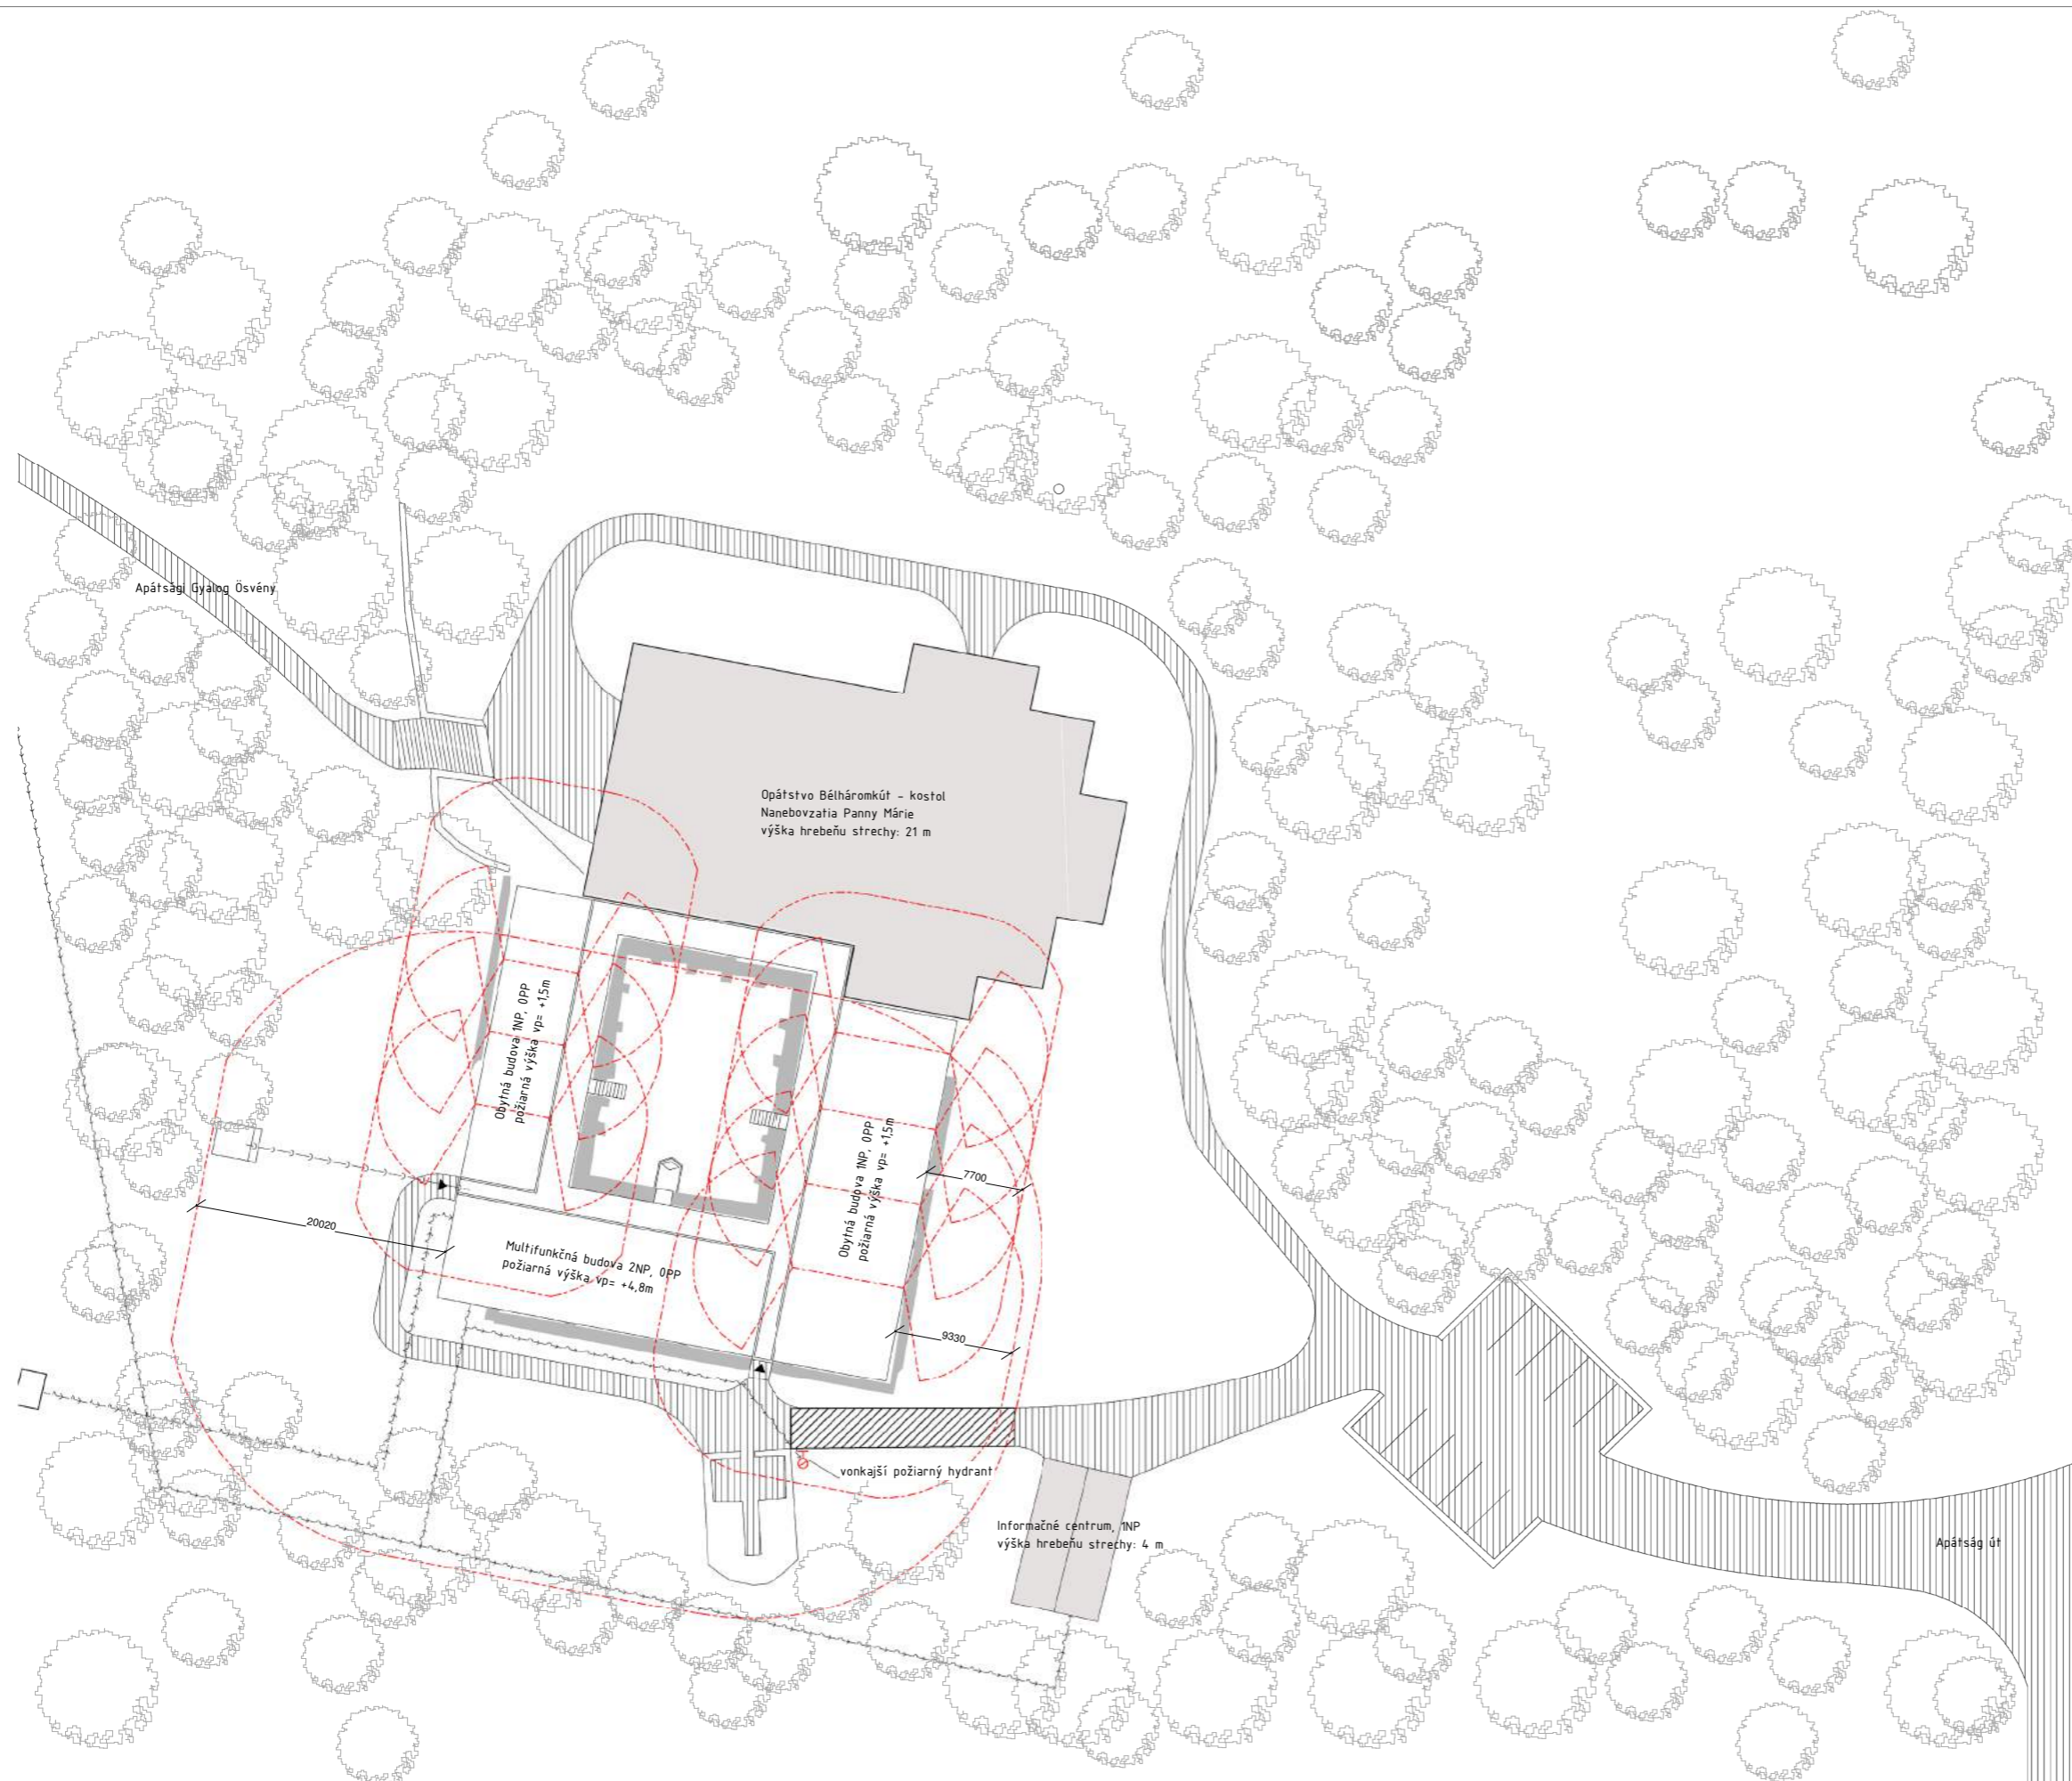 Apátsági Gyalog Ösvény
Opátstvo Bélháromkút - kostol
Nanebovzatia Panny Márie
výška hrebeňu strechy: 21 m
Obytná budova 1NP, 0PP
požiarná výška vp= +1,5m
Obytná budova 1NP, 0PP
požiarná výška vp= +1,5m
7700
20020
Multifunkčná budova 2NP, 0PP
požiarná výška vp= +4,8m
9330
vonkajší požiarný hydrant
Informačné centrum, 1NP
výška hrebeňu strechy: 4 m
Apátság út